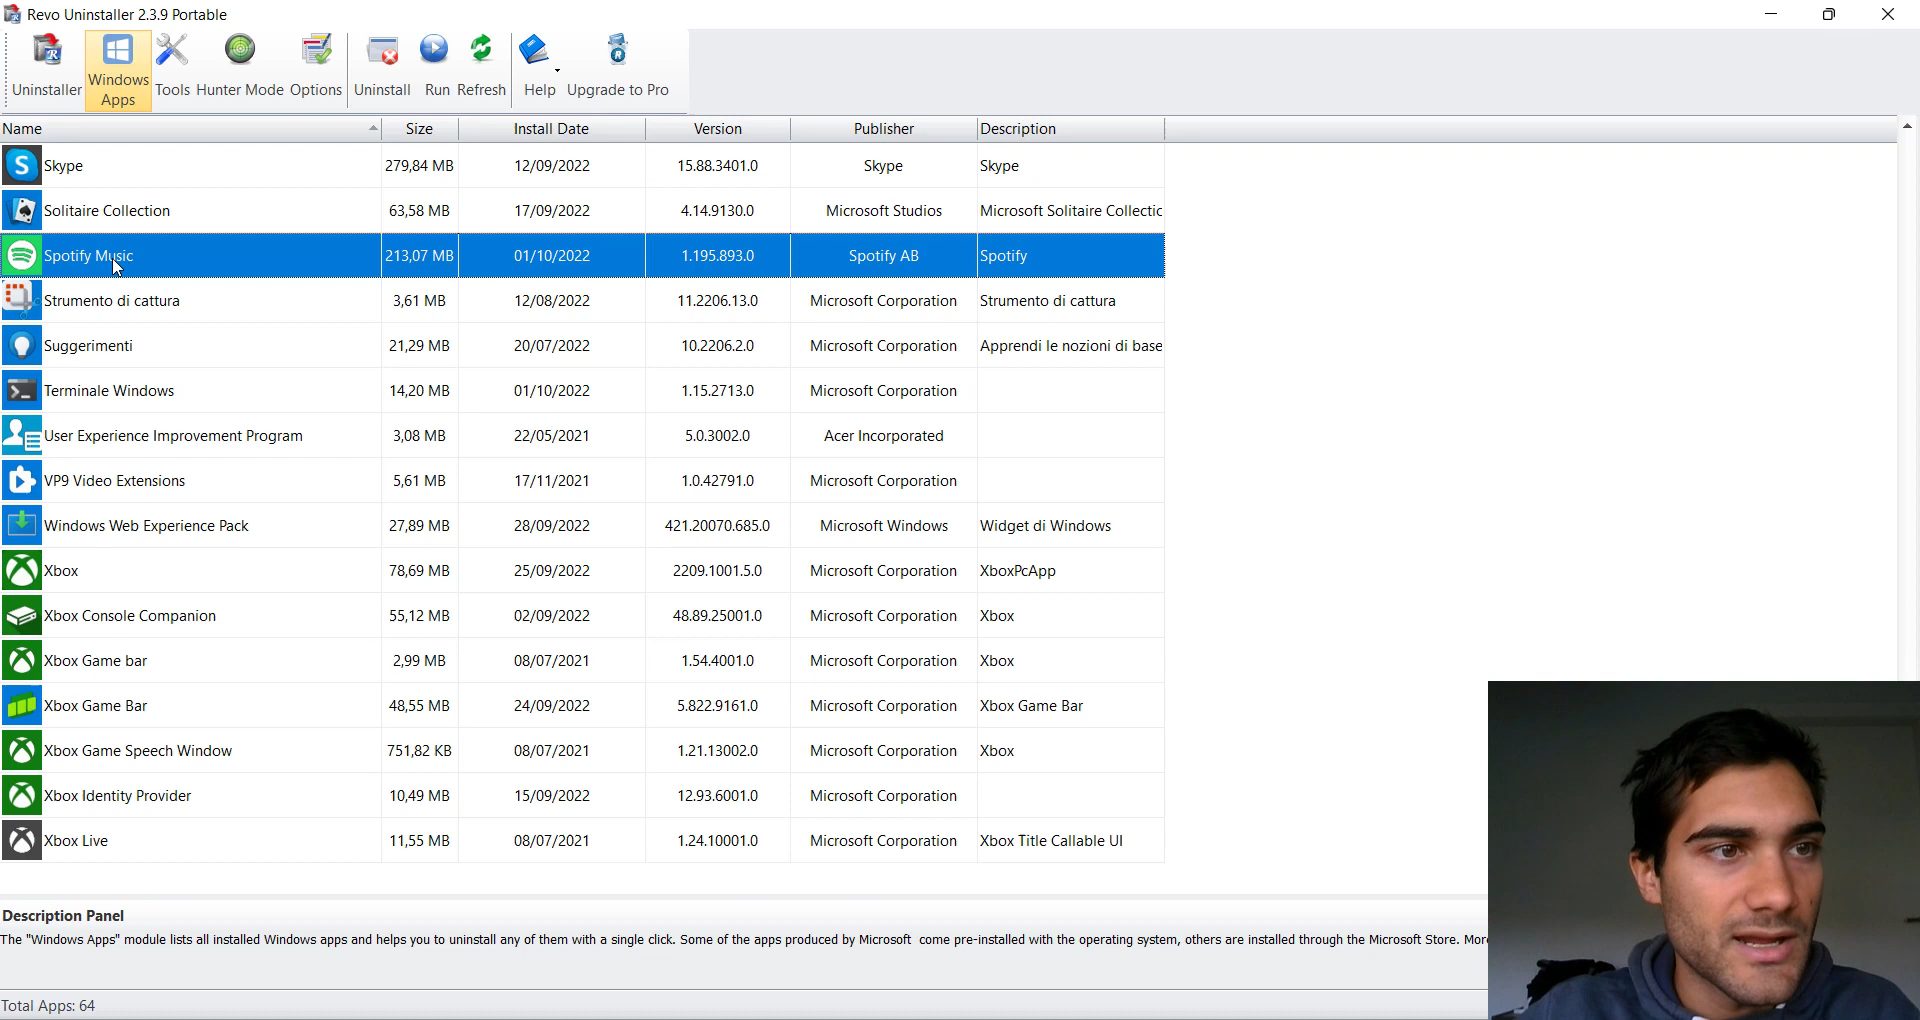 Revo Uninstaller 2.3.9 Portable
Uninstaller Windows Apps Tools Hunter Mode Options Uninstall Run Refresh Help Upgrade to Pro
Name Size Install Date Version Publisher Description
Skype 279,84 MB 12/09/2022 15.88.3401.0 Skype Skype
Solitaire Collection 63,58 MB 17/09/2022 4.14.9130.0 Microsoft Studios Microsoft Solitaire Collectic
Spotify Music 213,07 MB 01/10/2022 1.195.893.0 Spotify AB Spotify
Strumento di cattura 3,61 MB 12/08/2022 11.2206.13.0 Microsoft Corporation Strumento di cattura
Suggerimenti 21,29 MB 20/07/2022 10.2206.2.0 Microsoft Corporation Apprendi le nozioni di base
Terminale Windows 14,20 MB 01/10/2022 1.15.2713.0 Microsoft Corporation
User Experience Improvement Program 3,08 MB 22/05/2021 5.0.3002.0 Acer Incorporated
VP9 Video Extensions 5,61 MB 17/11/2021 1.0.42791.0 Microsoft Corporation
Windows Web Experience Pack 27,89 MB 28/09/2022 421.20070.685.0 Microsoft Windows Widget di Windows
Xbox 78,69 MB 25/09/2022 2209.1001.5.0 Microsoft Corporation XboxPcApp
Xbox Console Companion 55,12 MB 02/09/2022 48.89.25001.0 Microsoft Corporation Xbox
Xbox Game bar 2,99 MB 08/07/2021 1.54.4001.0 Microsoft Corporation Xbox
Xbox Game Bar 48,55 MB 24/09/2022 5.822.9161.0 Microsoft Corporation Xbox Game Bar
Xbox Game Speech Window 751,82 KB 08/07/2021 1.21.13002.0 Microsoft Corporation Xbox
Xbox Identity Provider 10,49 MB 15/09/2022 12.93.6001.0 Microsoft Corporation
Xbox Live 11,55 MB 08/07/2021 1.24.10001.0 Microsoft Corporation Xbox Title Callable UI
Description Panel
The "Windows Apps" module lists all installed Windows apps and helps you to uninstall any of them with a single click. Some of the apps produced by Microsoft come pre-installed with the operating system, others are installed through the Microsoft Store. Mor
Total Apps: 64